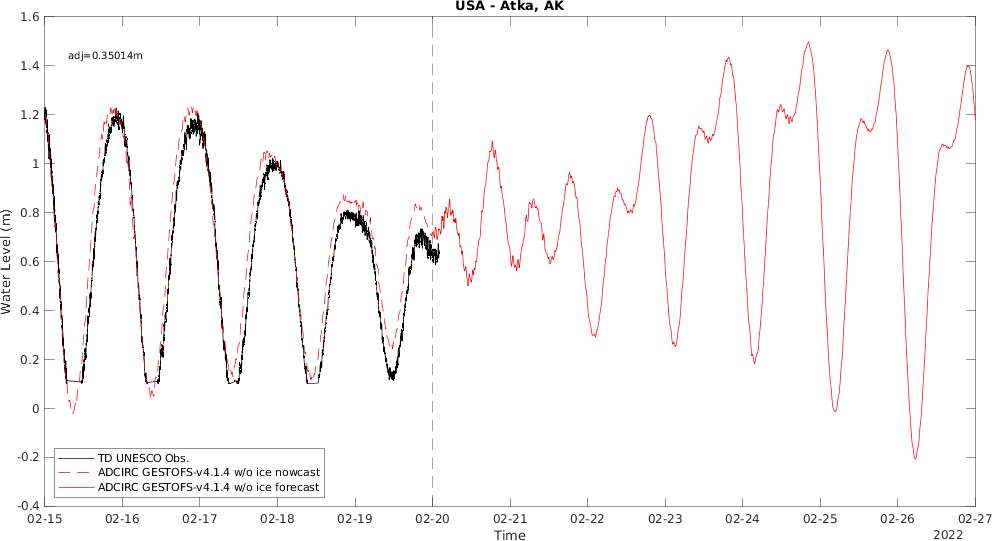 USA - Atka, AK
adj=0.35014m
1.6
1.4
1.2
1
0.8
0.6
0.4
0.2
0
-0.2
-0.4
Water Level (m)
TD UNESCO Obs.
ADCIRC GESTOFS-v4.1.4 w/o ice nowcast
ADCIRC GESTOFS-v4.1.4 w/o ice forecast
02-15 02-16 02-17 02-18 02-19 02-20 02-21 02-22 02-23 02-24 02-25 02-26 02-27
Time
2022